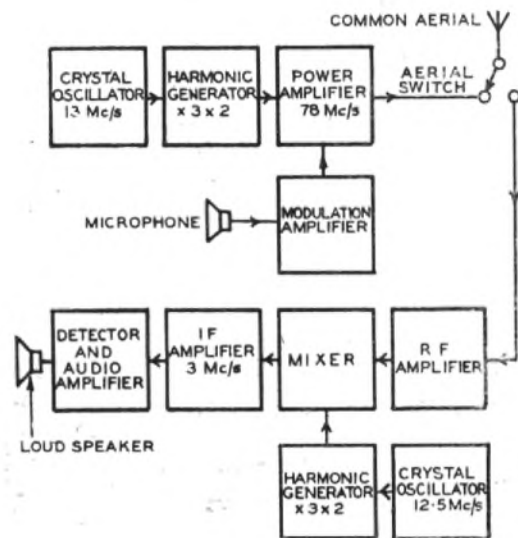 COMMON AERIAL
CRYSTAL
OSCILLATOR
13 Mc/s
HARMONIC
GENERATOR
x 3 x 2
POWER
AMPLIFIER
78 Mc/s
AERIAL
SWITCH
MICROPHONE
MODULATION
AMPLIFIER
DETECTOR
AND
AUDIO
AMPLIFIER
I F
AMPLIFIER
3 Mc/s
MIXER
R F
AMPLIFIER
LOUD SPEAKER
HARMONIC
GENERATOR
x 3 x 2
CRYSTAL
OSCILLATOR
12·5 Mc/s